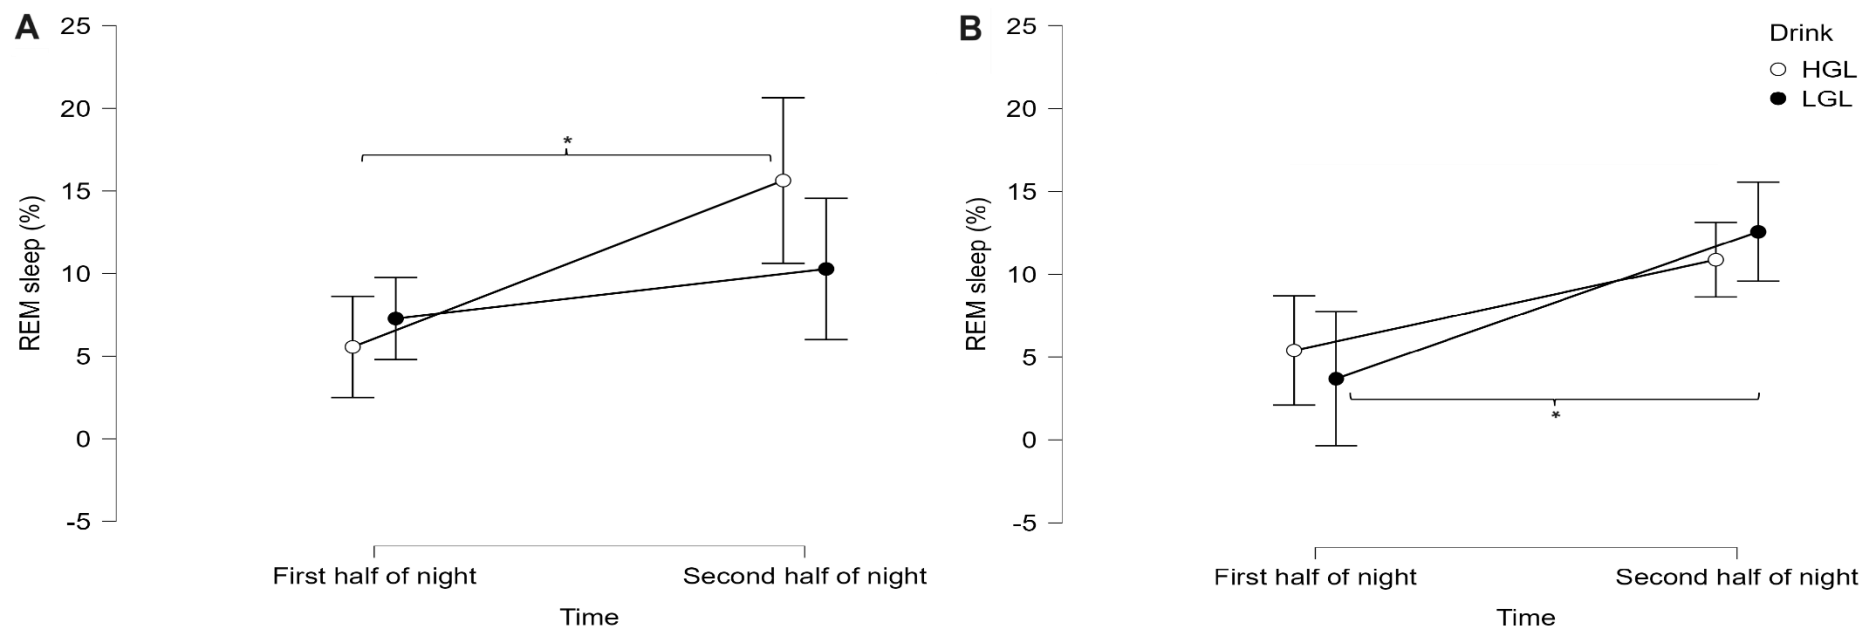 A
25
20
15
10
5
0
-5
REM sleep (%)
*
First half of night
Second half of night
Time
B
25
20
15
10
5
0
-5
REM sleep (%)
*
First half of night
Second half of night
Time
Drink
HGL
LGL